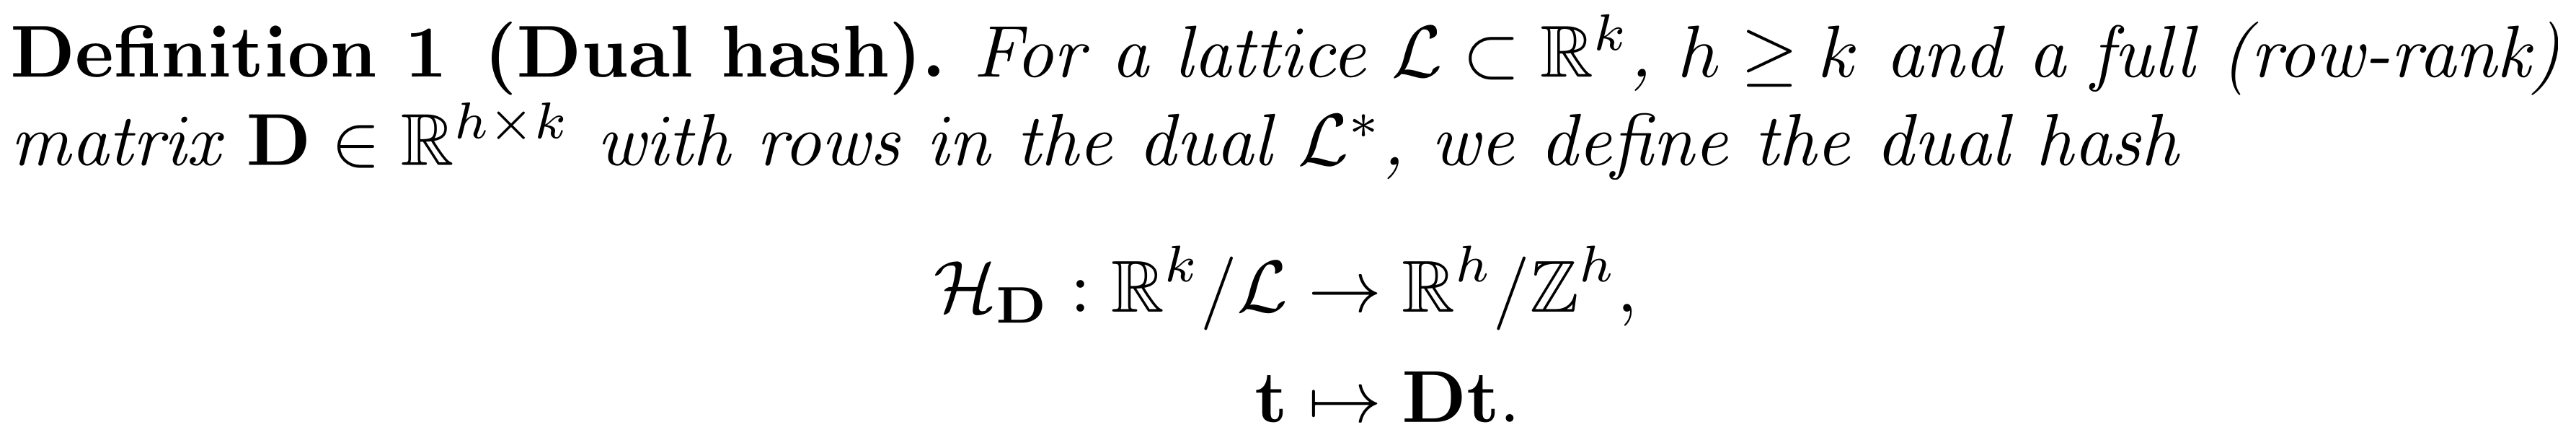 Definition 1 (Dual hash). For a lattice ℒ ⊂ ℝ^k, h ≥ k and a full (row-rank)
matrix D ∈ ℝ^{h×k} with rows in the dual ℒ*, we define the dual hash
ℋ_D : ℝ^k/ℒ → ℝ^h/ℤ^h,
t ↦ Dt.